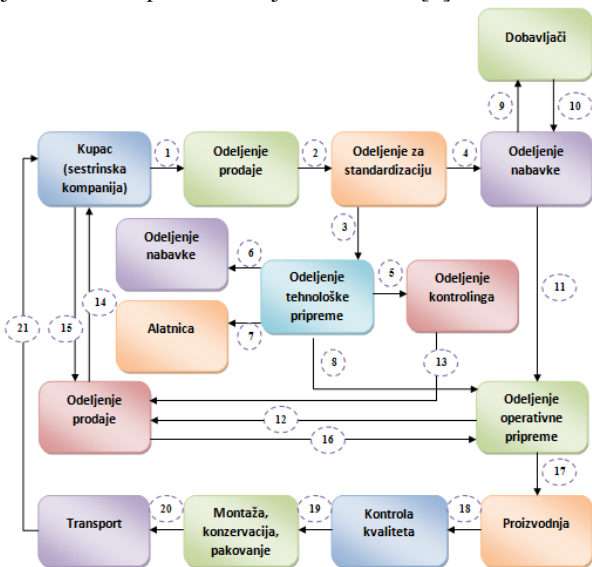 [4]
Dobavljači
9
10
Kupac
(sestrinska
kompanija)
1
Odeljenje
prodaje
2
Odeljenje za
standardizaciju
4
Odeljenje
nabavke
3
Odeljenje
nabavke
6
Odeljenje
tehnološke
pripreme
5
Odeljenje
kontrolinga
11
14
21
15
Alatnica
7
8
13
Odeljenje
prodaje
12
16
Odeljenje
operativne
pripreme
17
Transport
20
Montaža,
konzervacija,
pakovanje
19
Kontrola
kvaliteta
18
Proizvodnja